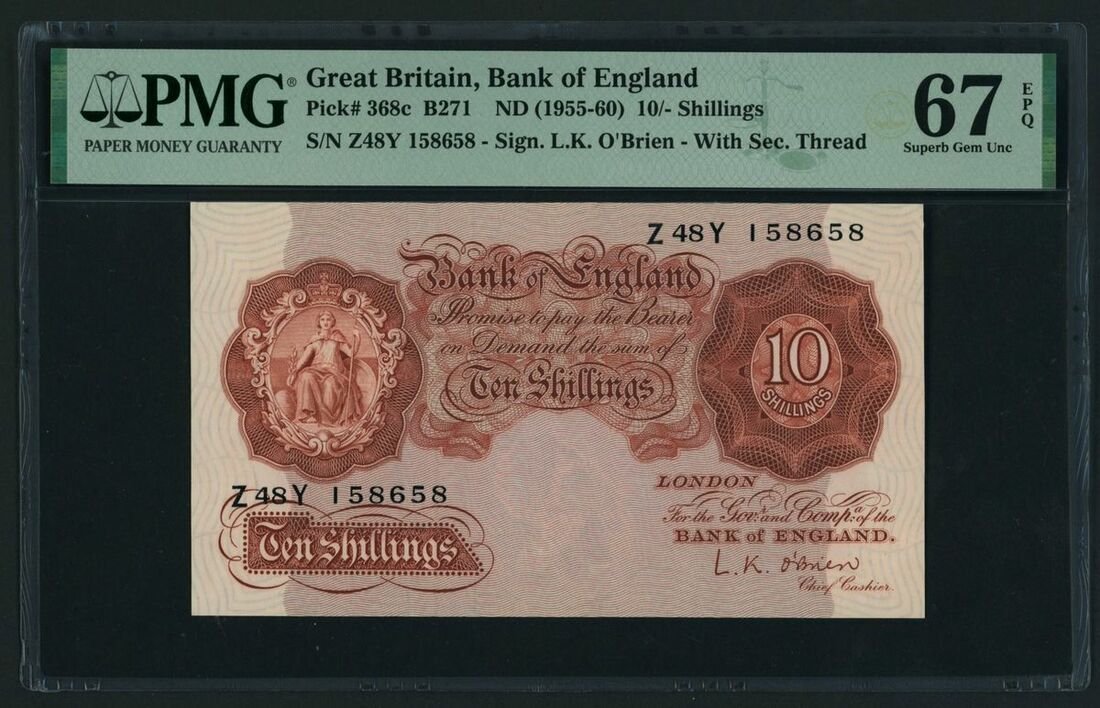 PMG®
PAPER MONEY GUARANTY
Great Britain, Bank of England
Pick# 368c B271 ND (1955-60) 10/- Shillings
S/N Z48Y 158658 - Sign. L.K. O'Brien - With Sec. Thread
67 EPQ
Superb Gem Unc
Z48Y 158658
Bank of England
Promise to pay the Bearer
on Demand the sum of
Ten Shillings
10
SHILLINGS
Z48Y 158658
Ten Shillings
LONDON
For the Govr. and Compa. of the
BANK of ENGLAND.
L.K. O'Brien
Chief Cashier.